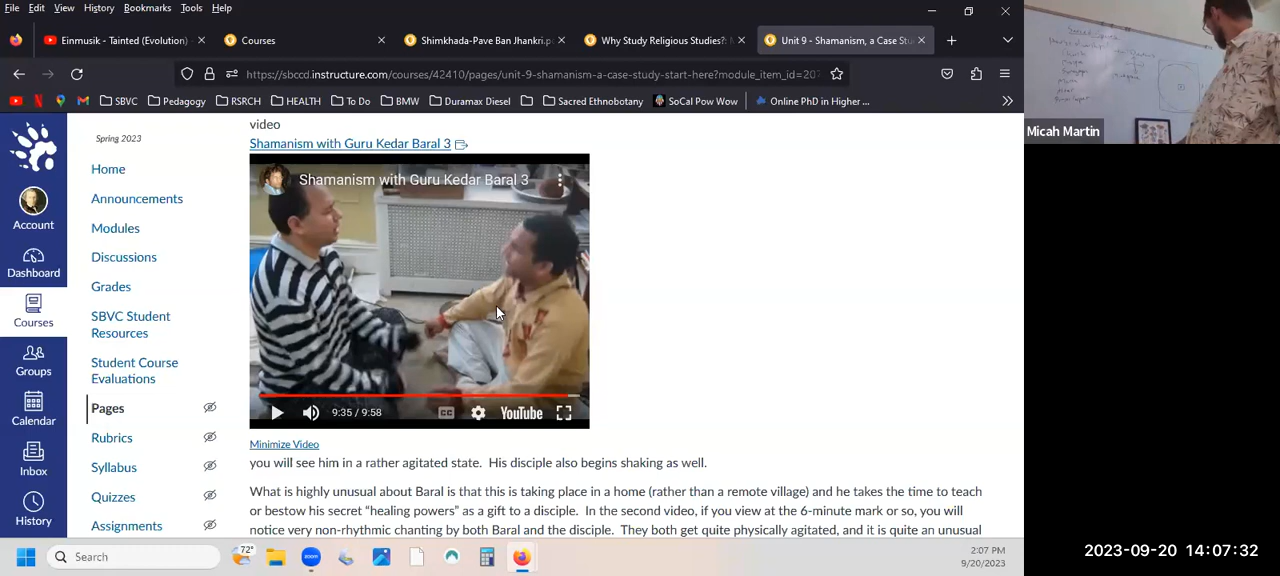 File Edit View History Bookmarks Tools Help
Einmusik - Tainted (Evolution)
Courses
Shimkhada-Pave Ban Jhankri.p
Why Study Religious Studies?: M
Unit 9 - Shamanism, a Case Stu
https://sbccd.instructure.com/courses/42410/pages/unit-9-shamanism-a-case-study-start-here?module_item_id=207
SBVC Pedagogy RSRCH HEALTH To Do BMW Duramax Diesel Sacred Ethnobotany SoCal Pow Wow Online PhD in Higher ...
Micah Martin
Account
Dashboard
Courses
Groups
Calendar
Inbox
History
Spring 2023
Home
Announcements
Modules
Discussions
Grades
SBVC Student
Resources
Student Course
Evaluations
Pages
Rubrics
Syllabus
Quizzes
Assignments
video
Shamanism with Guru Kedar Baral 3
Shamanism with Guru Kedar Baral 3
9:35 / 9:58
CC
YouTube
Minimize Video
you will see him in a rather agitated state. His disciple also begins shaking as well.
What is highly unusual about Baral is that this is taking place in a home (rather than a remote village) and he takes the time to teach
or bestow his secret “healing powers” as a gift to a disciple. In the second video, if you view at the 6-minute mark or so, you will
notice very non-rhythmic chanting by both Baral and the disciple. They both get quite physically agitated, and it is quite an unusual
Search
72°
zoom
2:07 PM
9/20/2023
2023-09-20 14:07:32